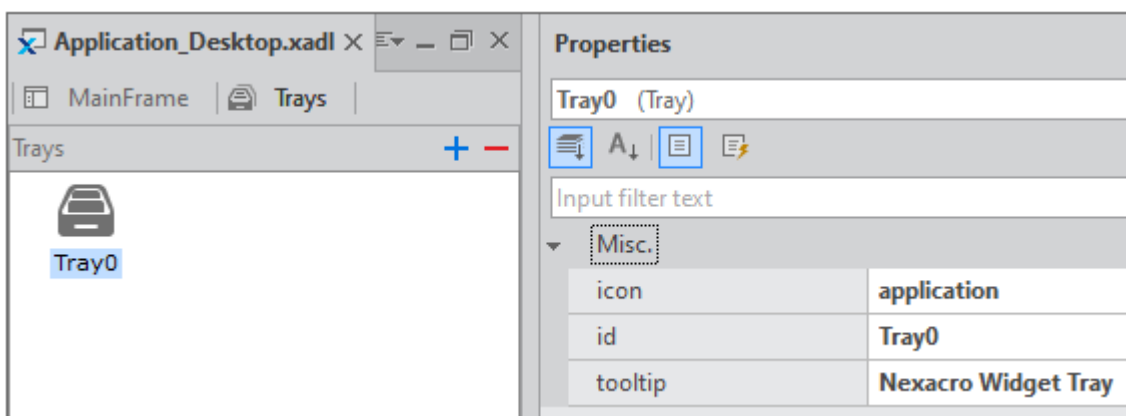 Application_Desktop.xadl
MainFrame
Trays
Trays
Tray0
Properties
Tray0 (Tray)
Input filter text
Misc.
icon application
id Tray0
tooltip Nexacro Widget Tray